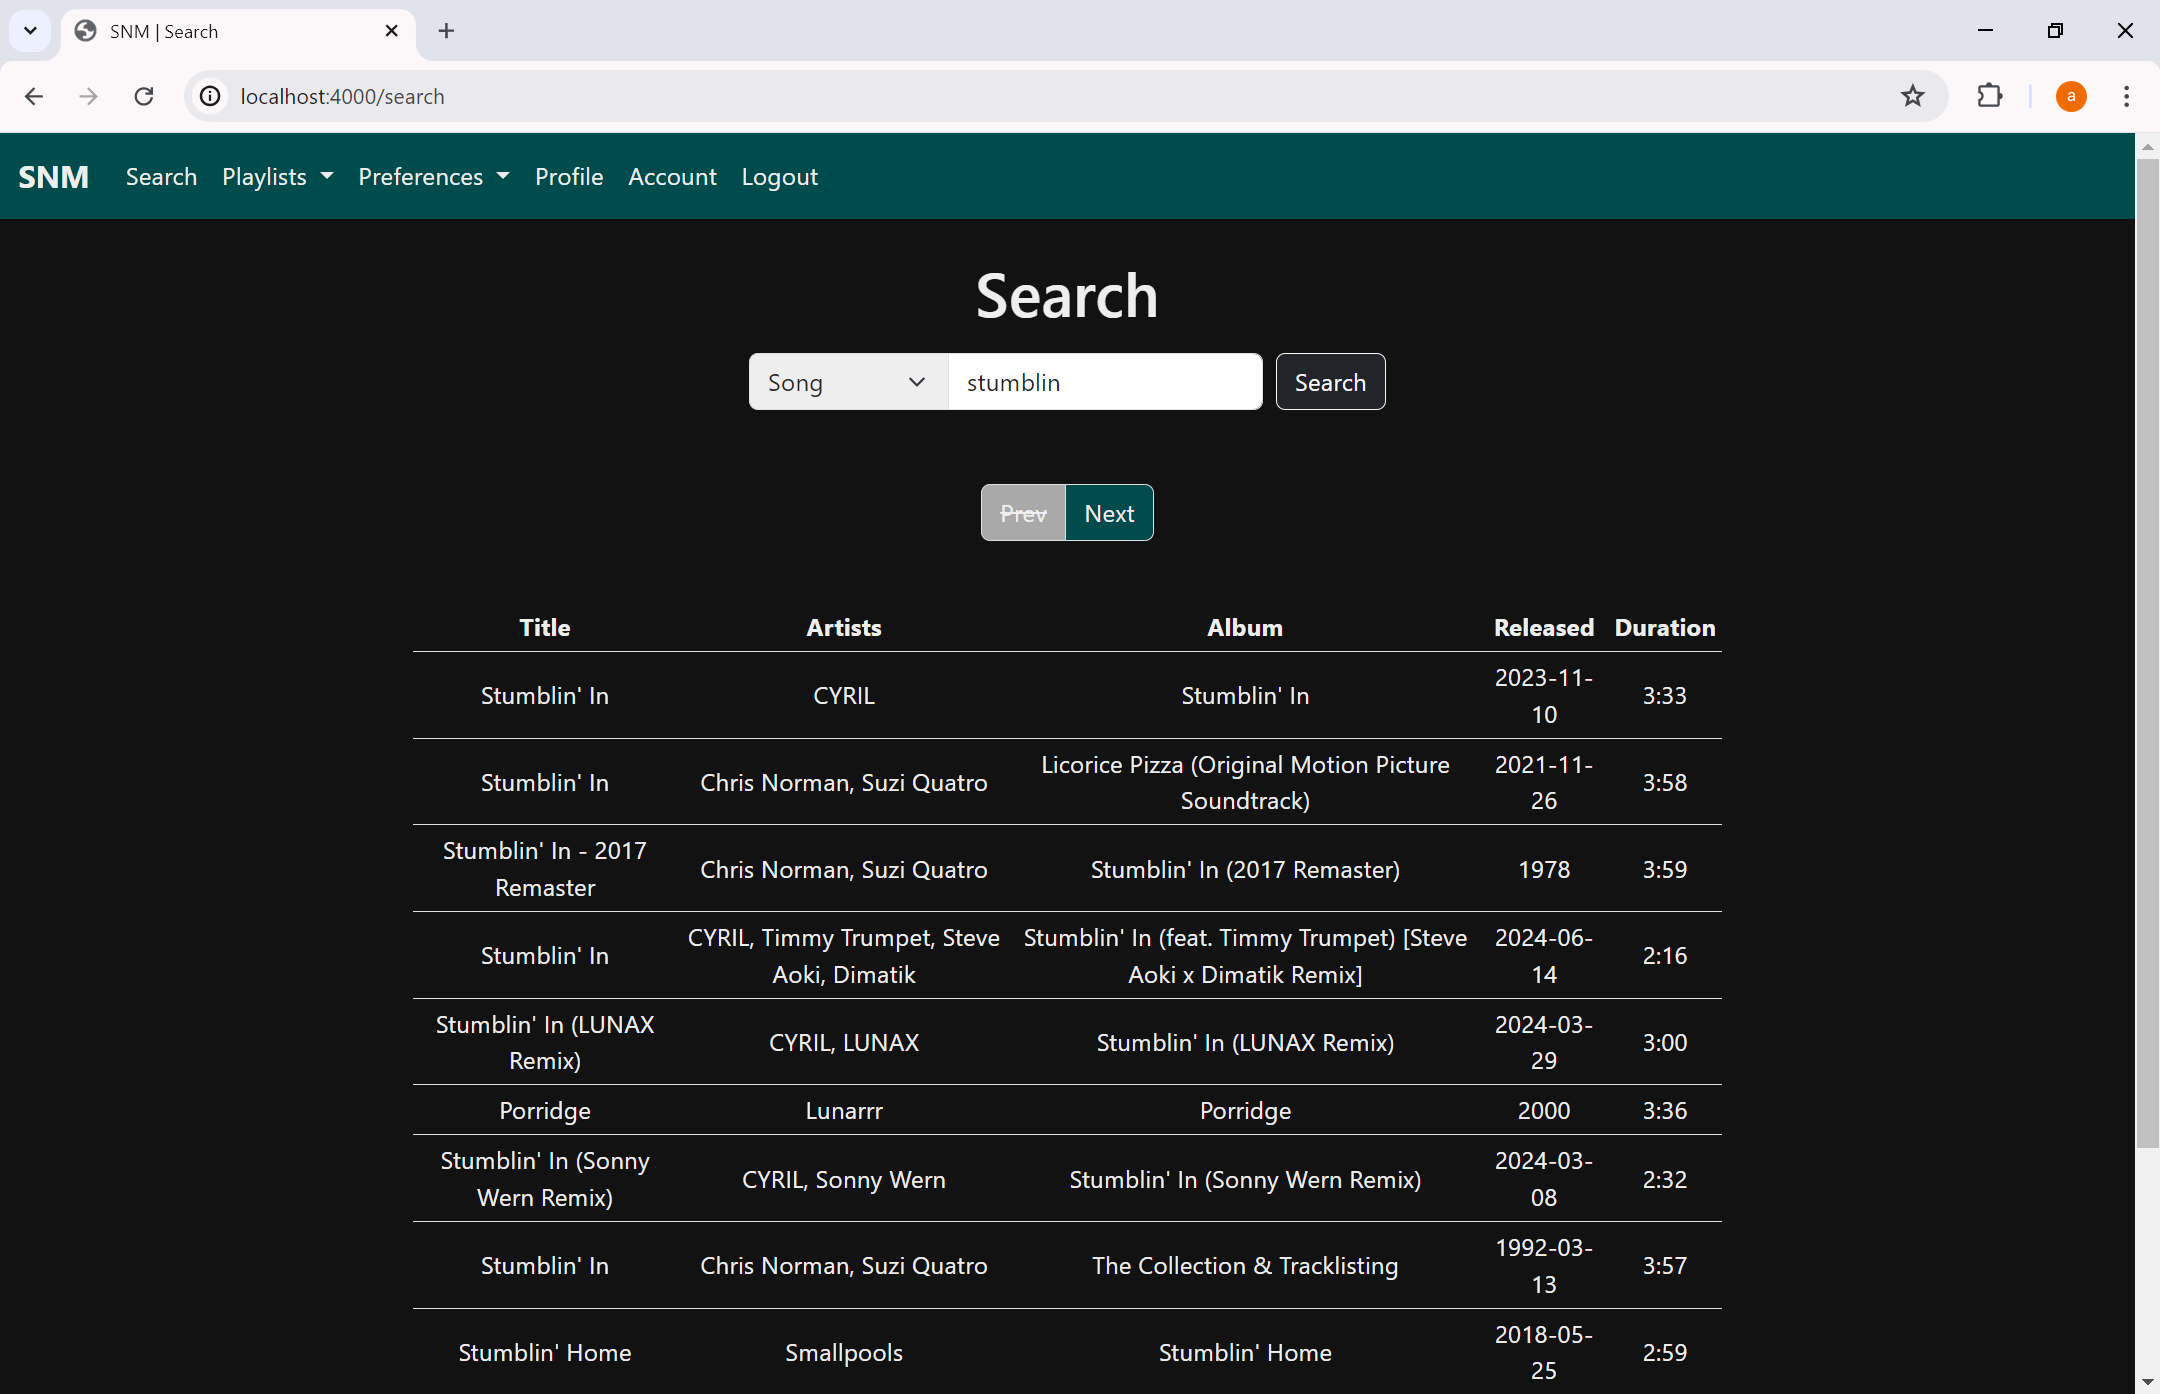 SNM | Search
localhost:4000/search
a
SNM Search Playlists Preferences Profile Account Logout
Search
Song stumblin Search
Prev Next
Title Artists Album Released Duration
Stumblin' In CYRIL Stumblin' In 2023-11-
10 3:33
Stumblin' In Chris Norman, Suzi Quatro Licorice Pizza (Original Motion Picture
Soundtrack) 2021-11-
26 3:58
Stumblin' In - 2017
Remaster Chris Norman, Suzi Quatro Stumblin' In (2017 Remaster) 1978 3:59
Stumblin' In CYRIL, Timmy Trumpet, Steve
Aoki, Dimatik Stumblin' In (feat. Timmy Trumpet) [Steve
Aoki x Dimatik Remix] 2024-06-
14 2:16
Stumblin' In (LUNAX
Remix) CYRIL, LUNAX Stumblin' In (LUNAX Remix) 2024-03-
29 3:00
Porridge Lunarrr Porridge 2000 3:36
Stumblin' In (Sonny
Wern Remix) CYRIL, Sonny Wern Stumblin' In (Sonny Wern Remix) 2024-03-
08 2:32
Stumblin' In Chris Norman, Suzi Quatro The Collection & Tracklisting 1992-03-
13 3:57
Stumblin' Home Smallpools Stumblin' Home 2018-05-
25 2:59